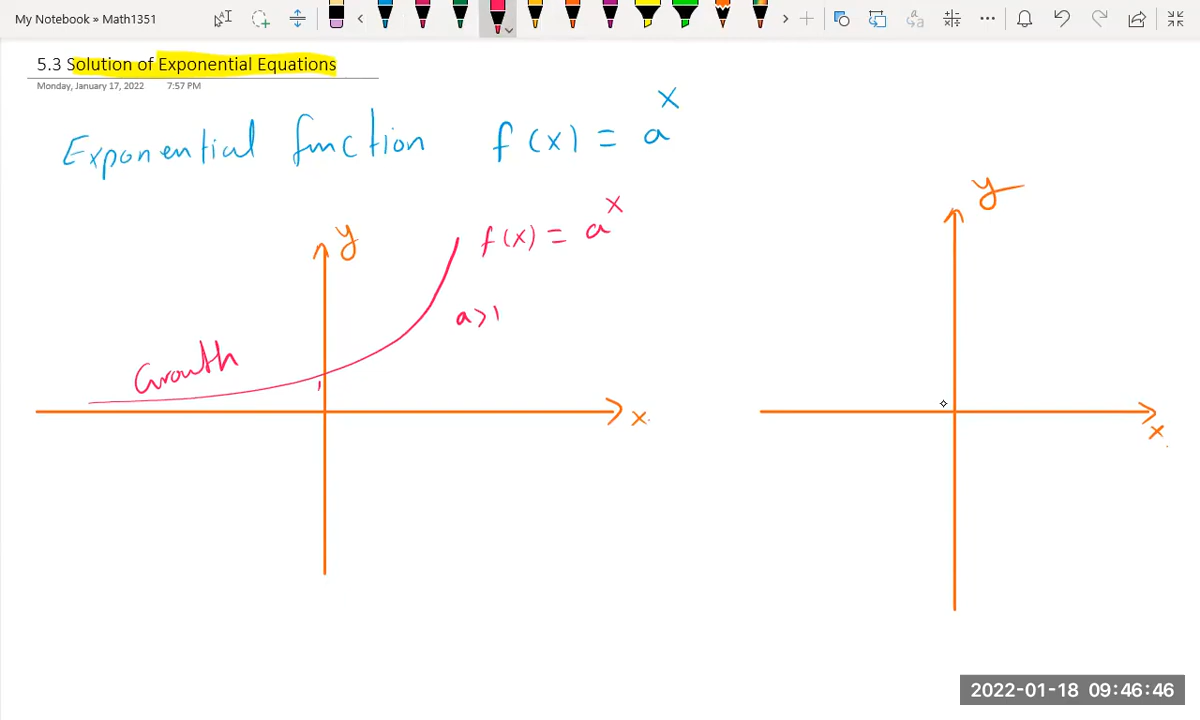 My Notebook » Math1351
5.3 Solution of Exponential Equations
Monday, January 17, 2022 7:57 PM
Exponential function f(x) = a^x
y
f(x) = a^x
a>1
Growth
1
x
y
x
2022-01-18 09:46:46